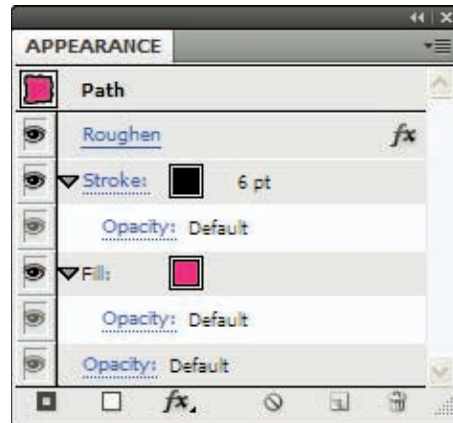 APPEARANCE
Path
Roughen fx
Stroke: 6 pt
Opacity: Default
Fill:
Opacity: Default
Opacity: Default
fx